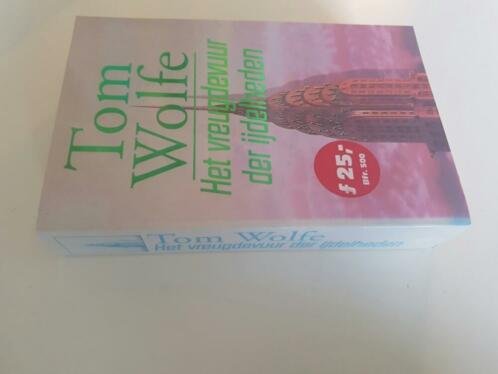 Tom
Wolfe
Het vreugdevuur
der ijdelheden
f 25,-
Bfr. 500
Tom Wolfe
Het vreugdevuur der ijdelheden